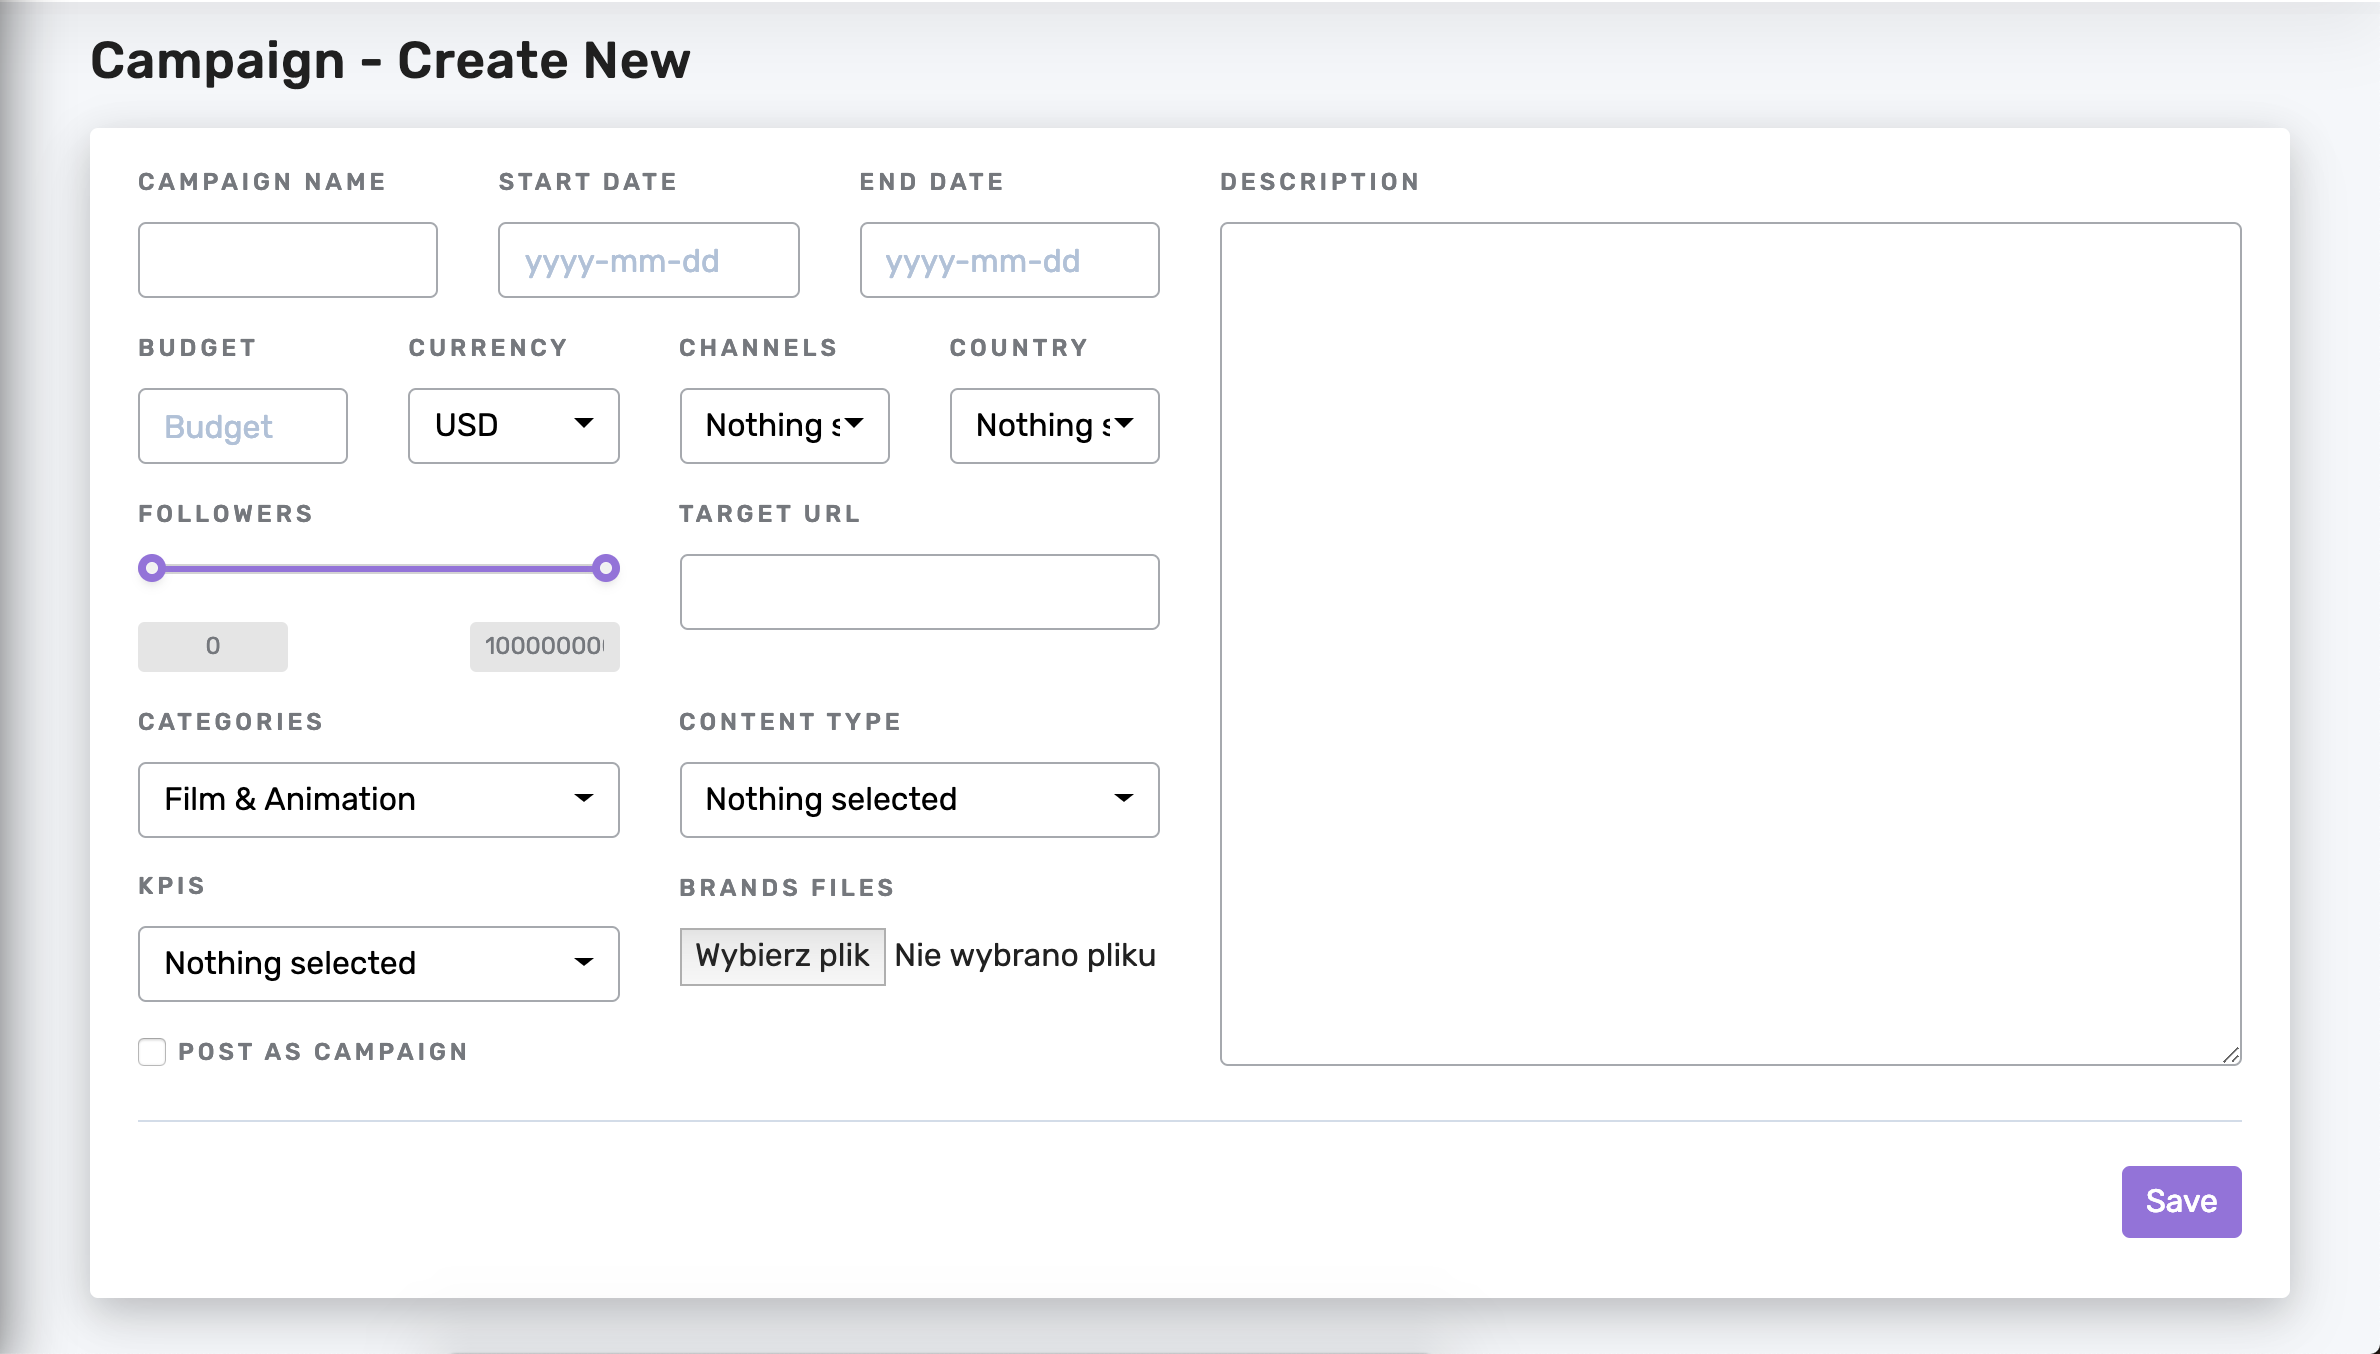 Campaign - Create New
CAMPAIGN NAME
START DATE
END DATE
DESCRIPTION
yyyy-mm-dd
yyyy-mm-dd
BUDGET
CURRENCY
CHANNELS
COUNTRY
Budget
USD
Nothing s
Nothing s
FOLLOWERS
TARGET URL
0
100000000
CATEGORIES
CONTENT TYPE
Film & Animation
Nothing selected
KPIS
BRANDS FILES
Nothing selected
Wybierz plik Nie wybrano pliku
POST AS CAMPAIGN
Save